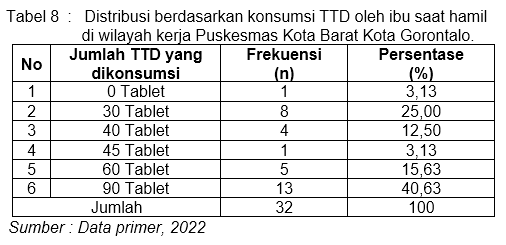 Tabel 8 : Distribusi berdasarkan konsumsi TTD oleh ibu saat hamil
di wilayah kerja Puskesmas Kota Barat Kota Gorontalo.
No Jumlah TTD yang dikonsumsi Frekuensi (n) Persentase (%)
1 0 Tablet 1 3,13
2 30 Tablet 8 25,00
3 40 Tablet 4 12,50
4 45 Tablet 1 3,13
5 60 Tablet 5 15,63
6 90 Tablet 13 40,63
Jumlah 32 100
Sumber : Data primer, 2022